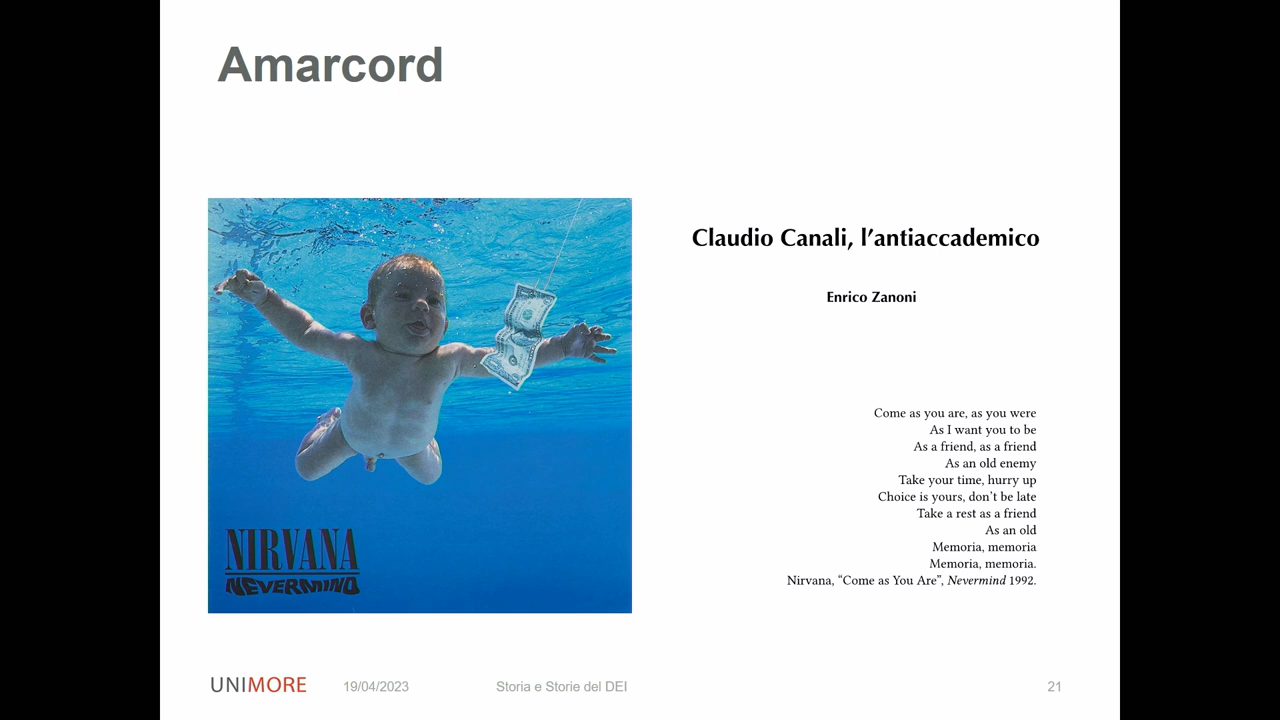 Amarcord
NIRVANA
NEVERMIND
Claudio Canali, l’antiaccademico
Enrico Zanoni
Come as you are, as you were
As I want you to be
As a friend, as a friend
As an old enemy
Take your time, hurry up
Choice is yours, don’t be late
Take a rest as a friend
As an old
Memoria, memoria
Memoria, memoria.
Nirvana, “Come as You Are”, Nevermind 1992.
UNIMORE
19/04/2023
Storia e Storie del DEI
21